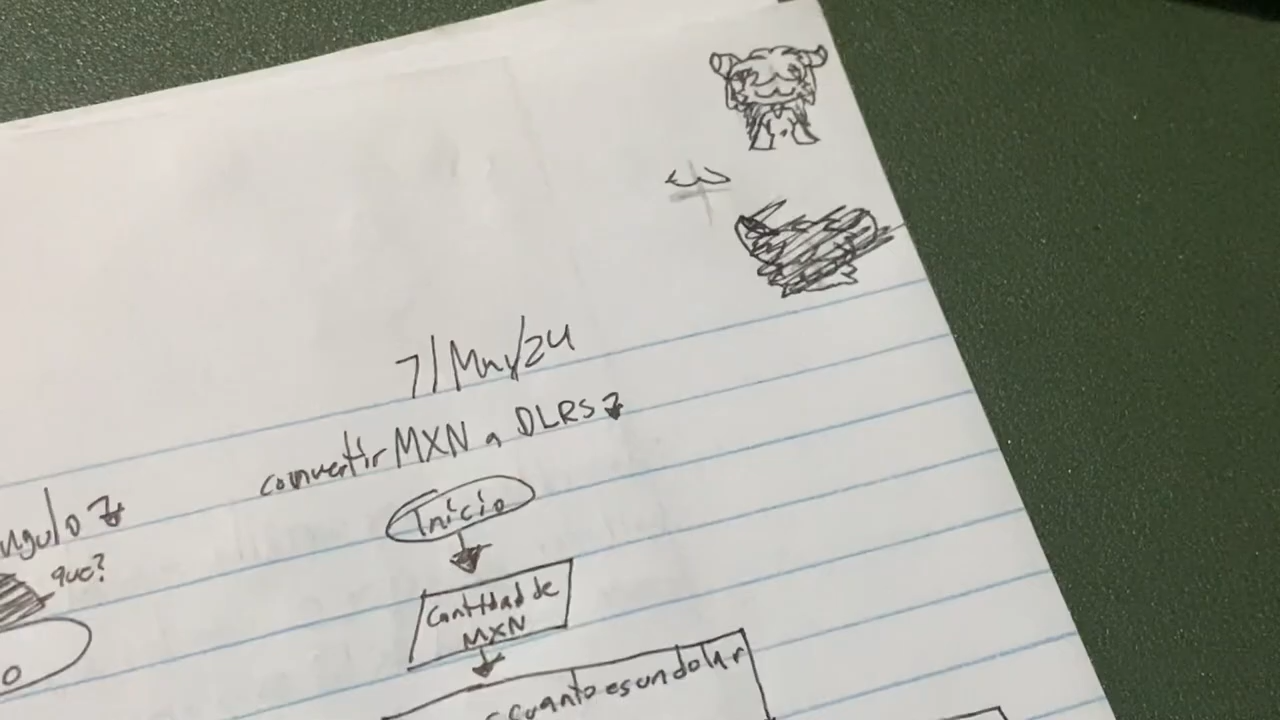 7/May/24
convertir MXN a DLRS
ngulo
que?
Inicio
Cantidad de
MXN
cuanto es un dolar
o